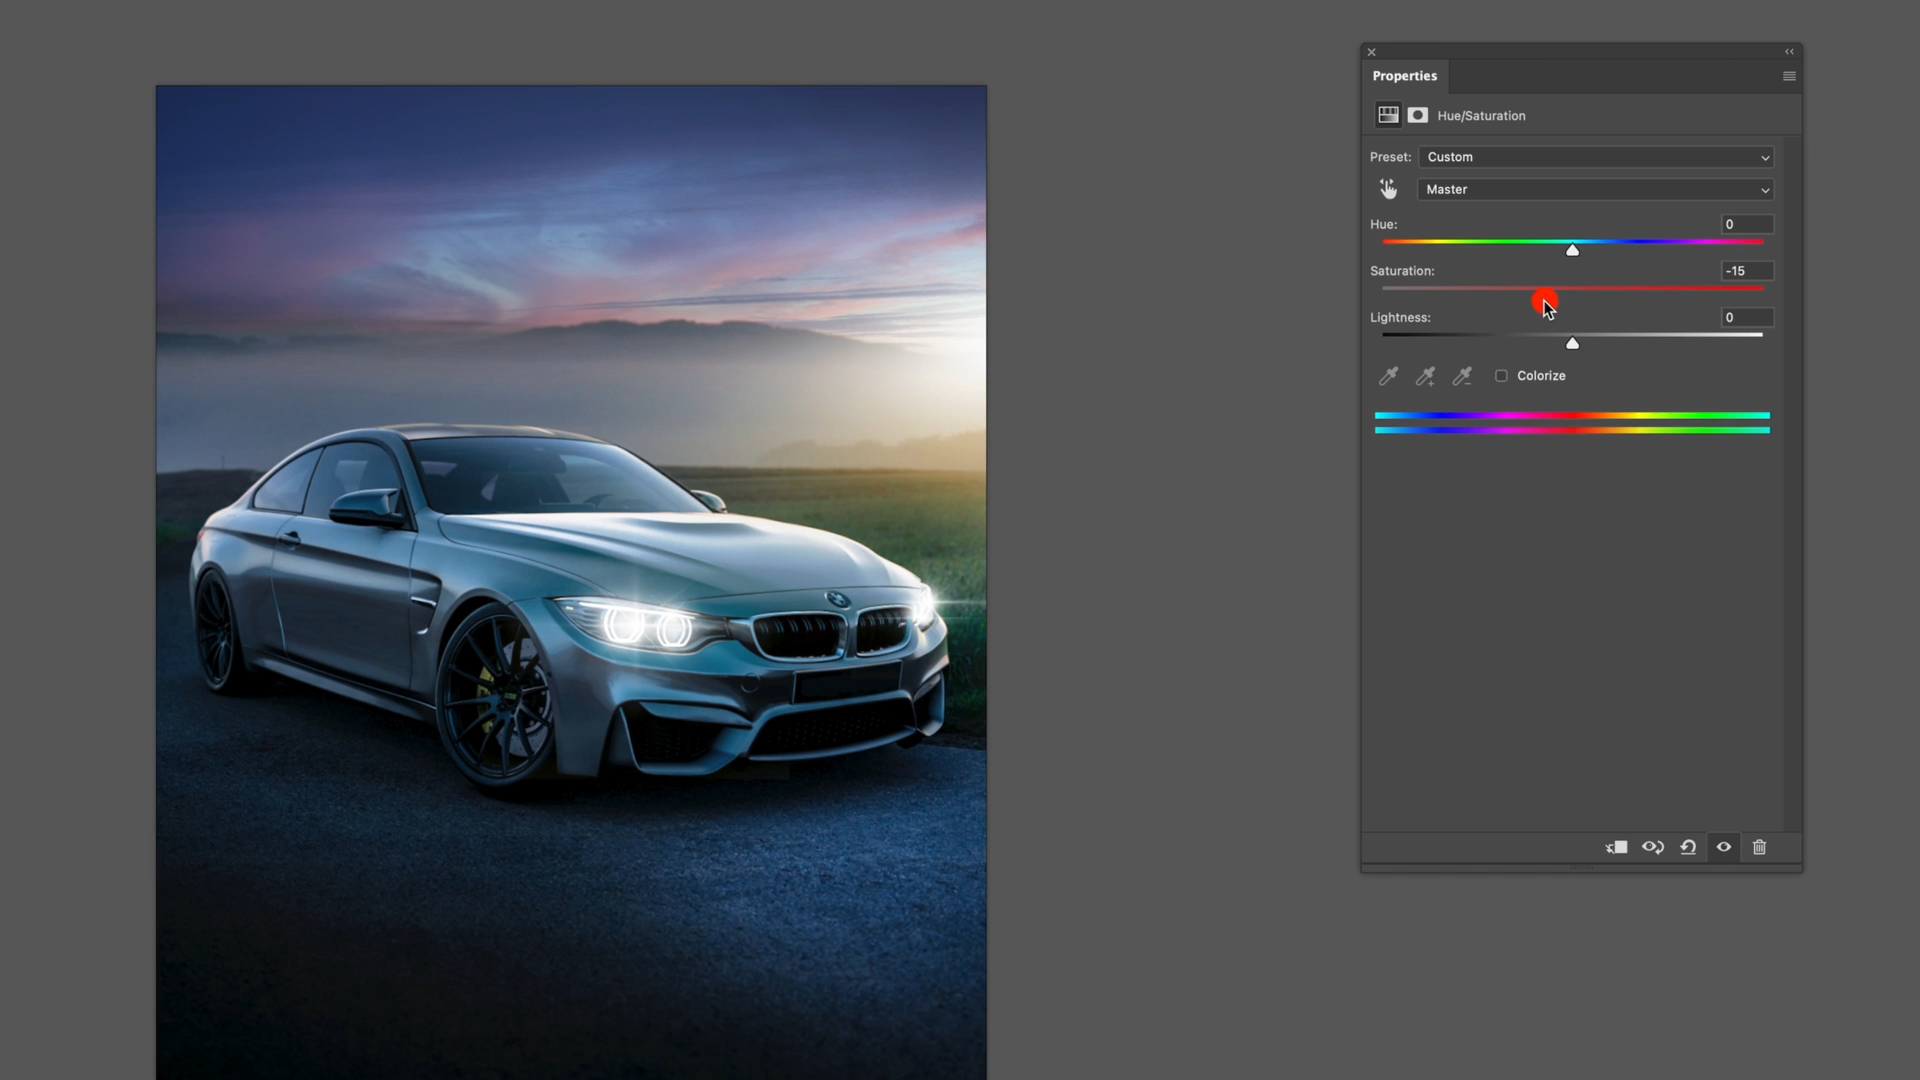 Properties
Hue/Saturation
Preset: Custom
Master
Hue: 0
Saturation: -15
Lightness: 0
Colorize